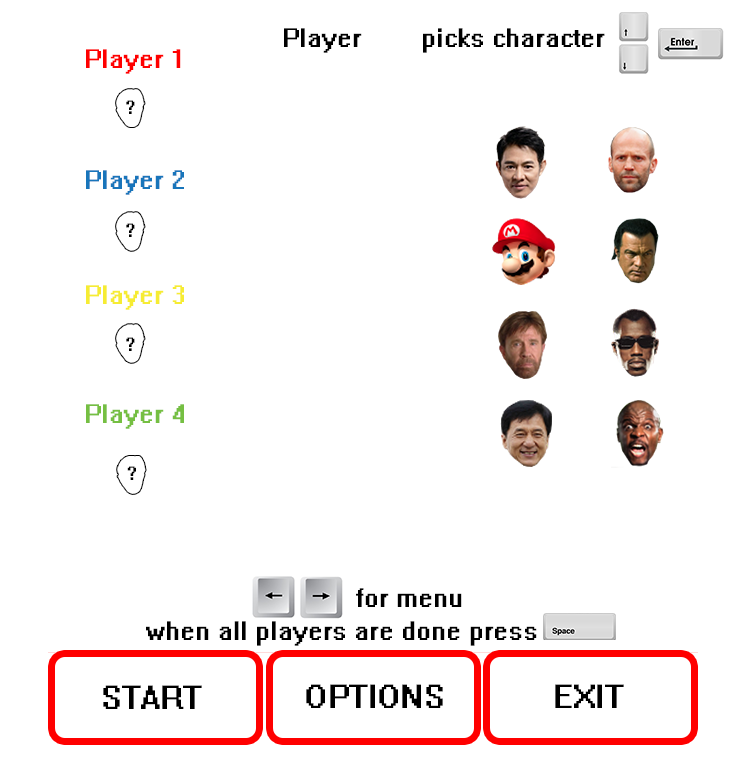 Player picks character ↑
Enter
↓
Player 1
?
Player 2
?
Player 3
?
Player 4
?
M
← → for menu
when all players are done press Space
START OPTIONS EXIT